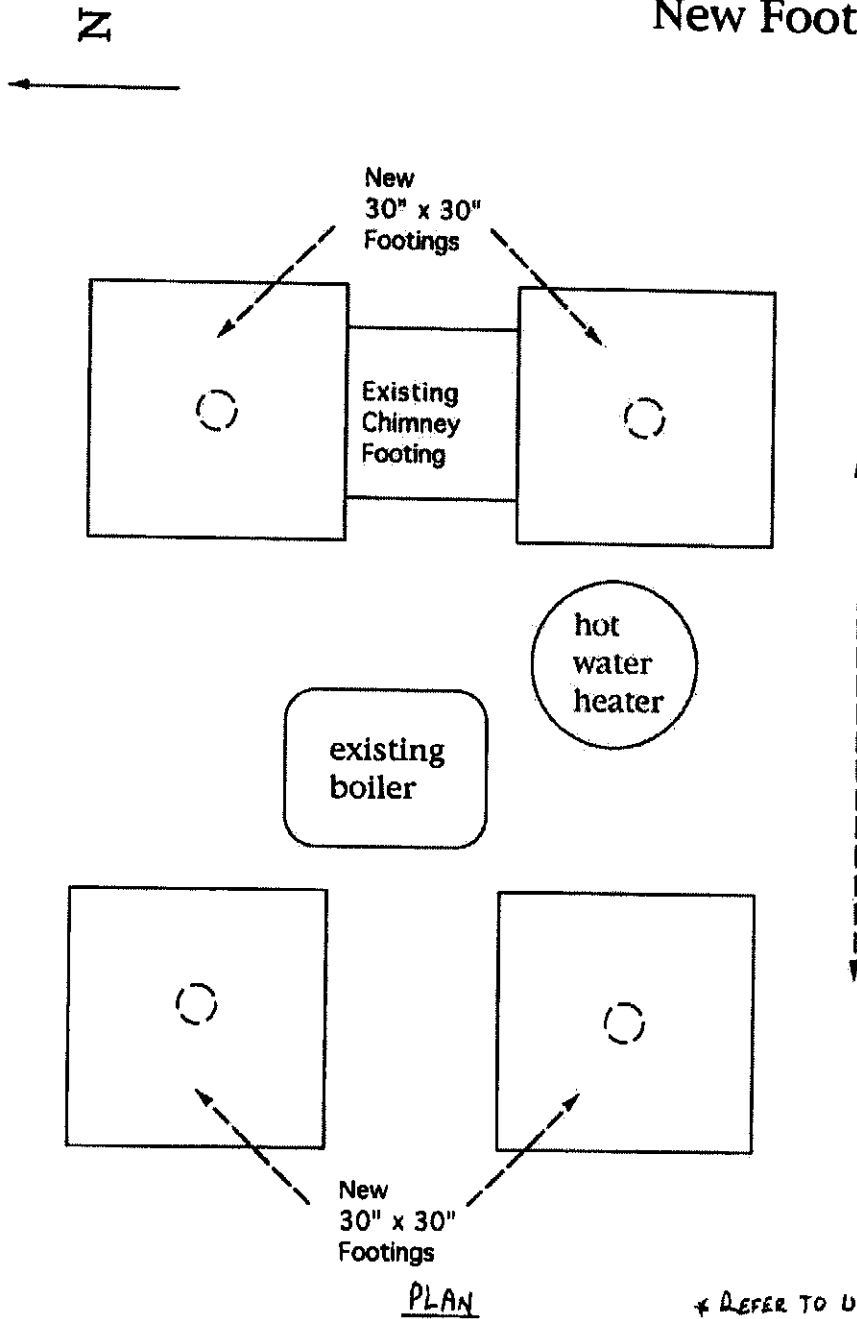 New Foot
N
New
30" x 30"
Footings
Existing
Chimney
Footing
hot
water
heater
existing
boiler
New
30" x 30"
Footings
PLAN
* REFER TO U